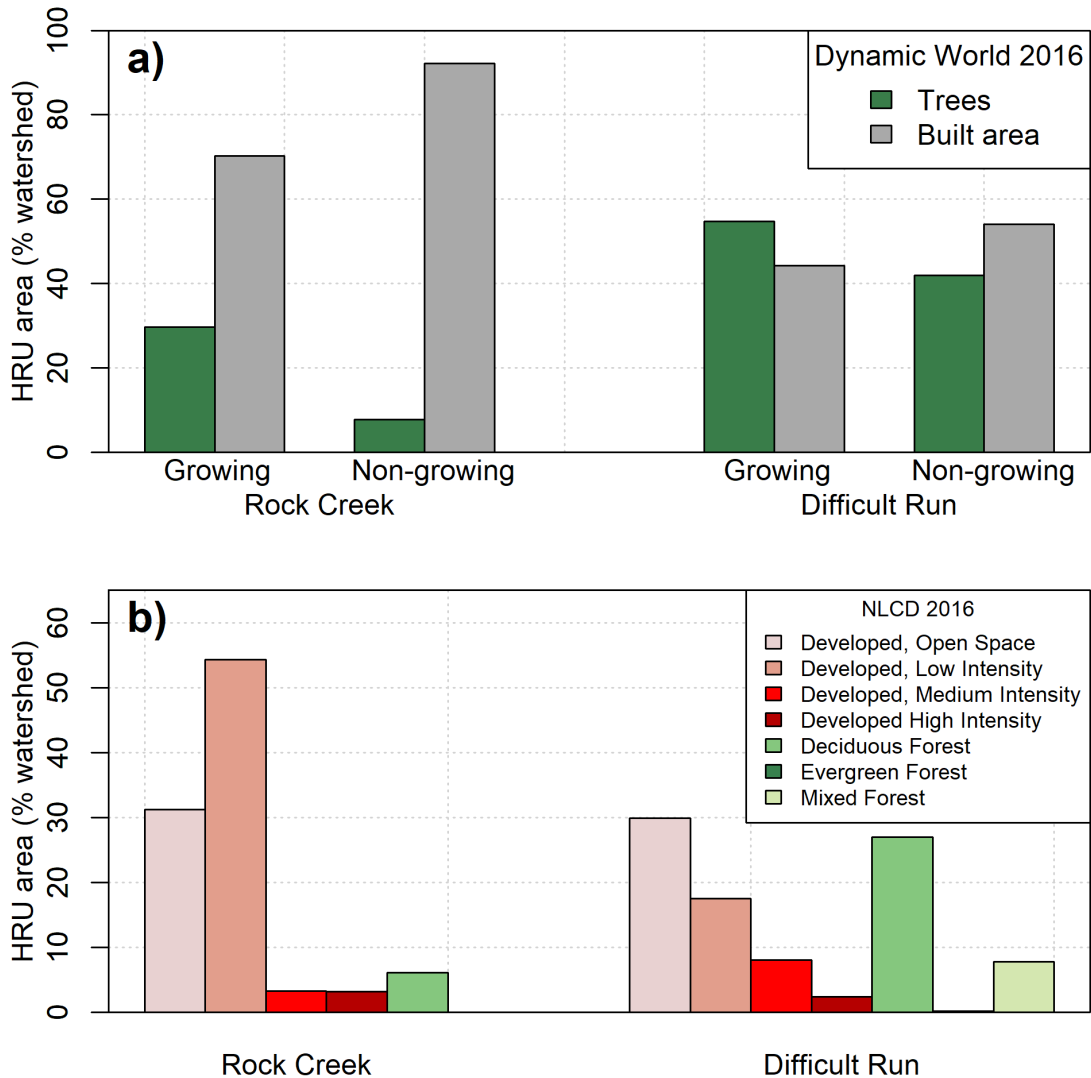 a)
Dynamic World 2016
Trees
Built area
HRU area (% watershed)
0
20
40
60
80
100
Growing
Non-growing
Growing
Non-growing
Rock Creek
Difficult Run
b)
NLCD 2016
Developed, Open Space
Developed, Low Intensity
Developed, Medium Intensity
Developed High Intensity
Deciduous Forest
Evergreen Forest
Mixed Forest
HRU area (% watershed)
0
10
20
30
40
50
60
Rock Creek
Difficult Run